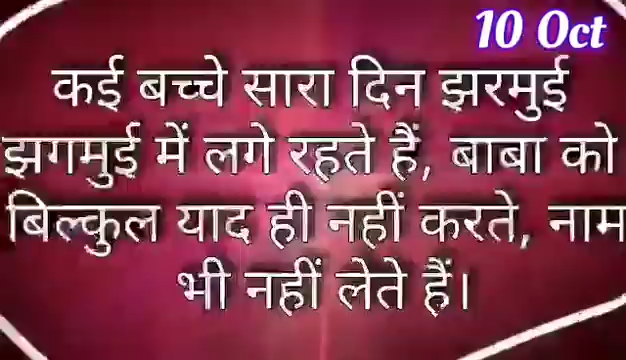 10 Oct
कई बच्चे सारा दिन झरमुई
झगमुई में लगे रहते हैं, बाबा को
बिल्कुल याद ही नहीं करते, नाम
भी नहीं लेते हैं।